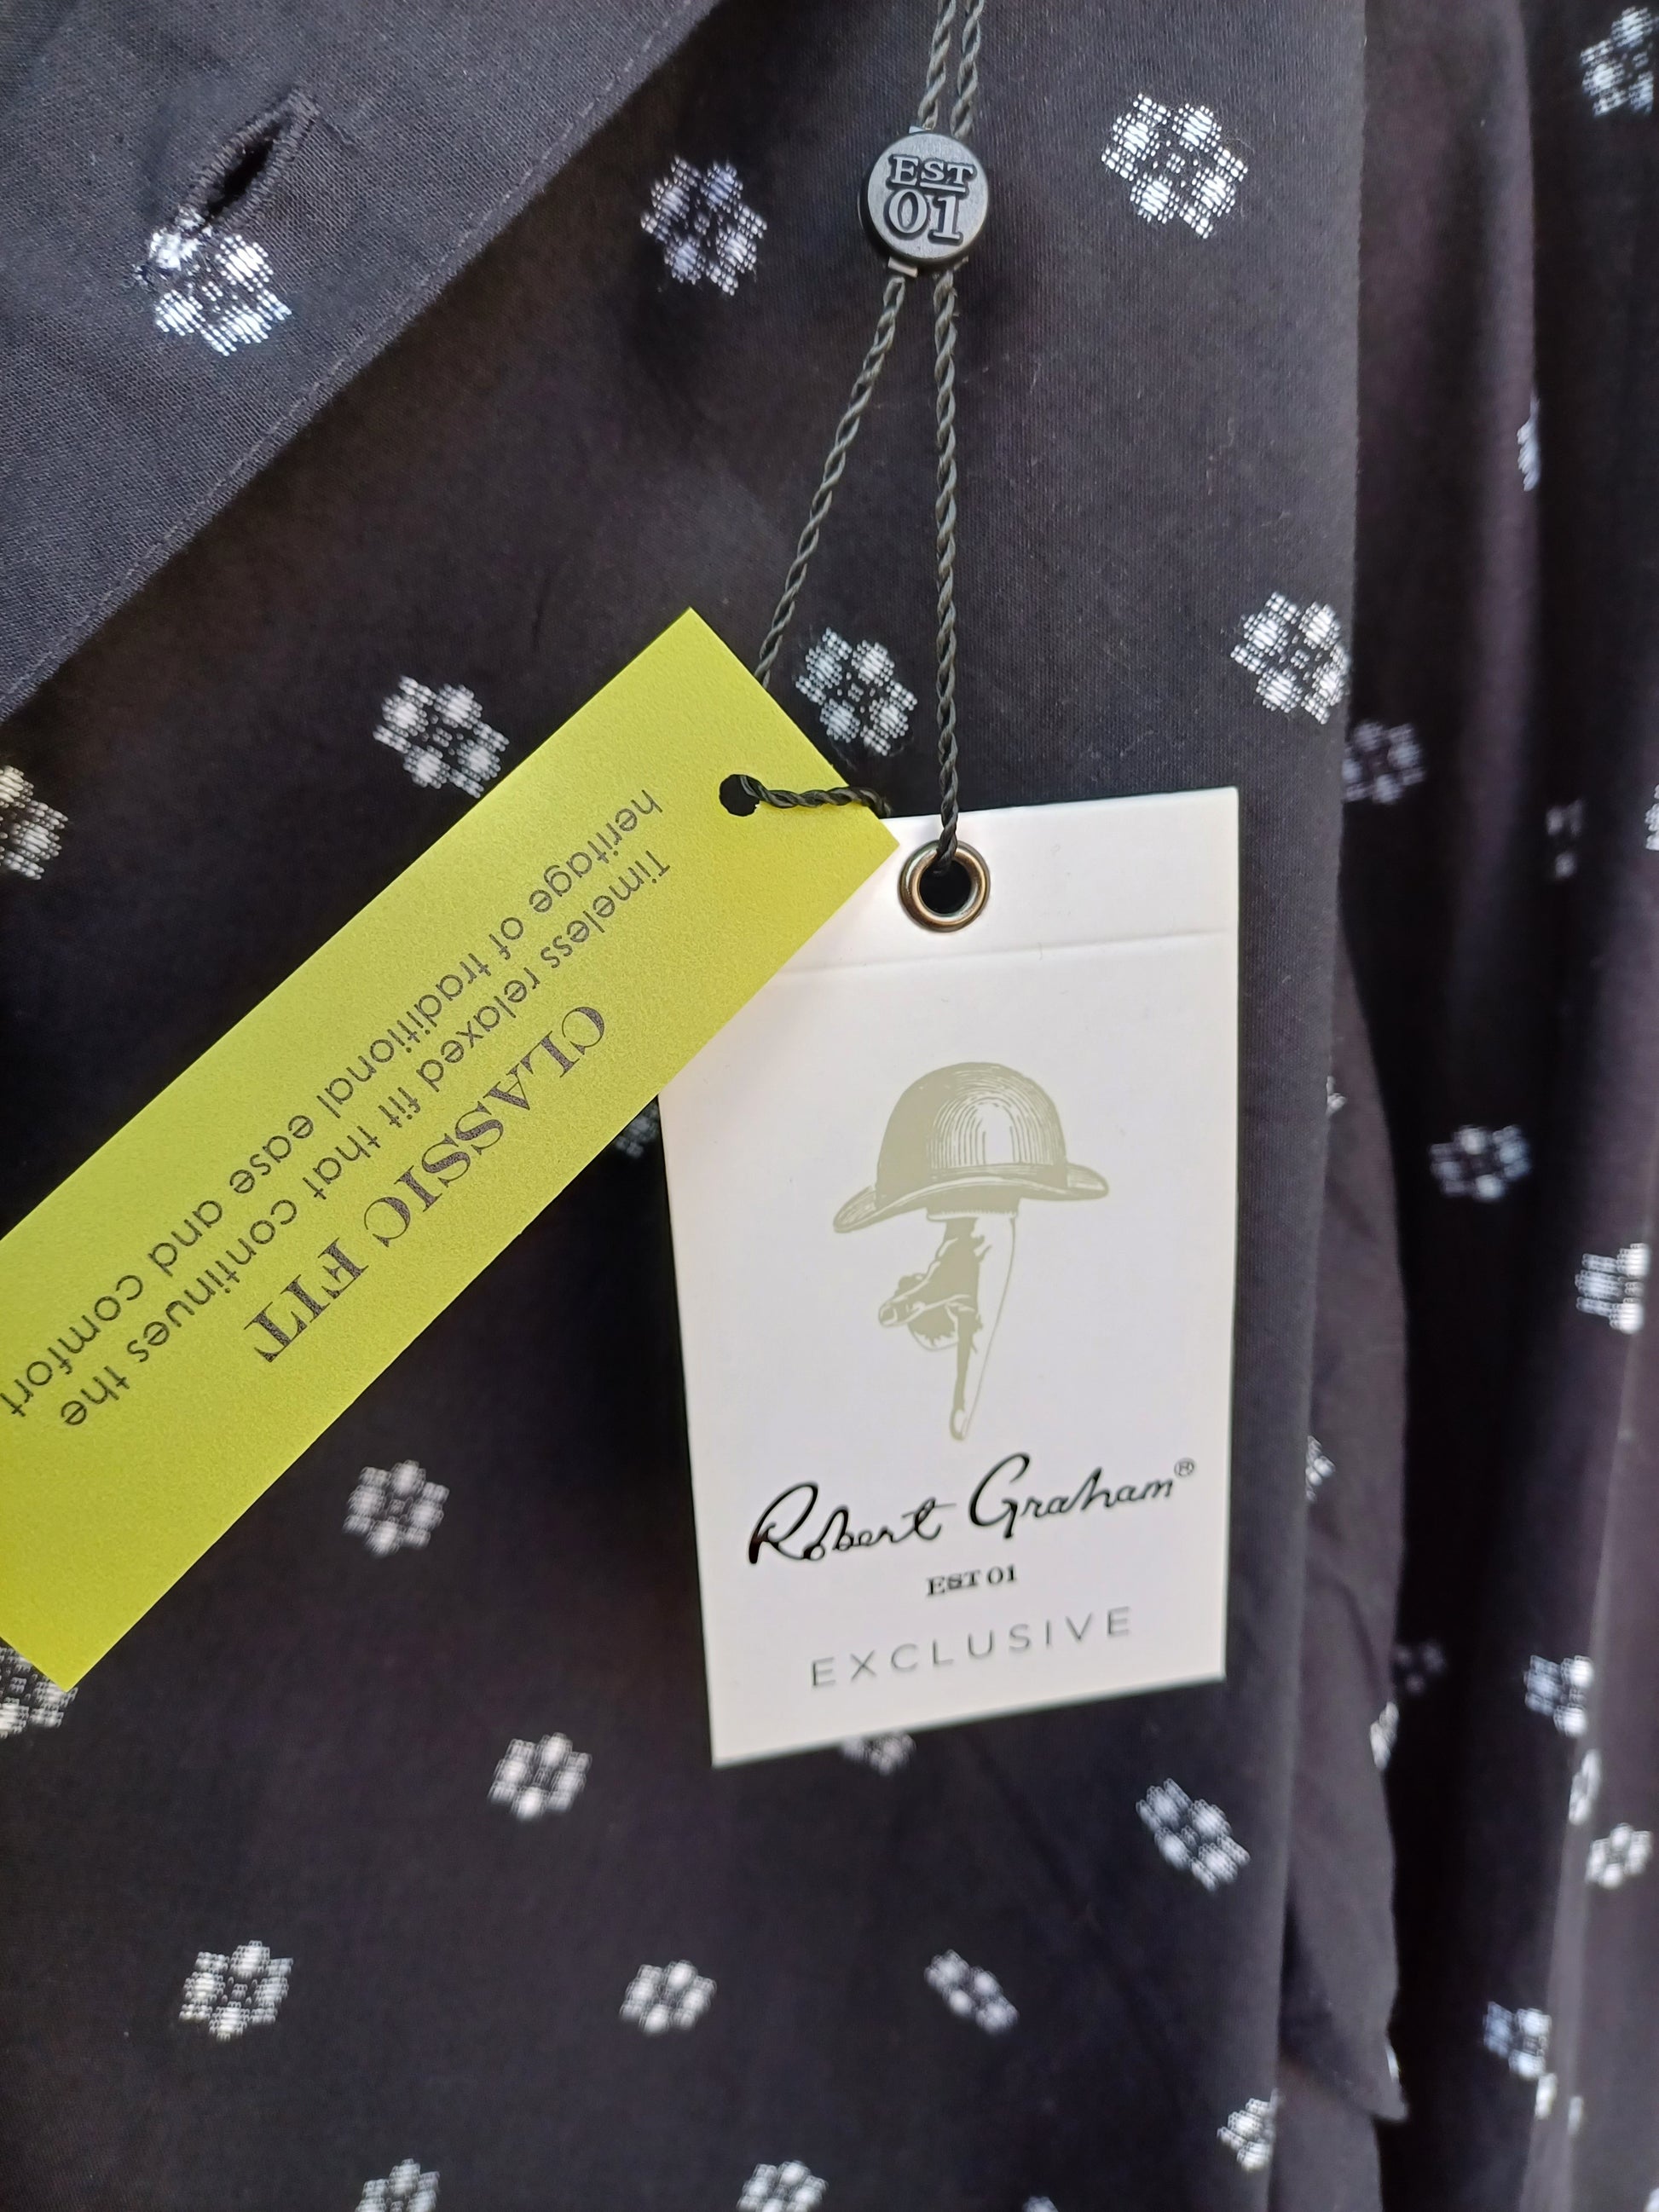 EST
01
CLASSIC FIT
Timeless relaxed fit that continues the
heritage of traditional ease and comfort
Robert Graham®
EST 01
EXCLUSIVE